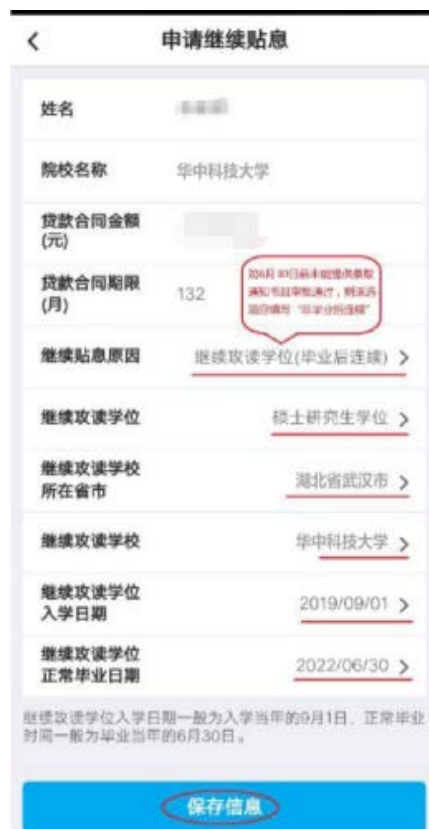 申请继续贴息
姓名
院校名称 华中科技大学
贷款合同金额
(元)
贷款合同期限
(月) 132
继续贴息原因 继续攻读学位(毕业后连续)
继续攻读学位 硕士研究生学位
继续攻读学校
所在省市 湖北省武汉市
继续攻读学校 华中科技大学
继续攻读学位
入学日期 2019/09/01
继续攻读学位
正常毕业日期 2022/06/30
继续攻读学位入学日期一般为入学当年的9月1日，正常毕业
时间一般为毕业当年的6月30日。
保存信息